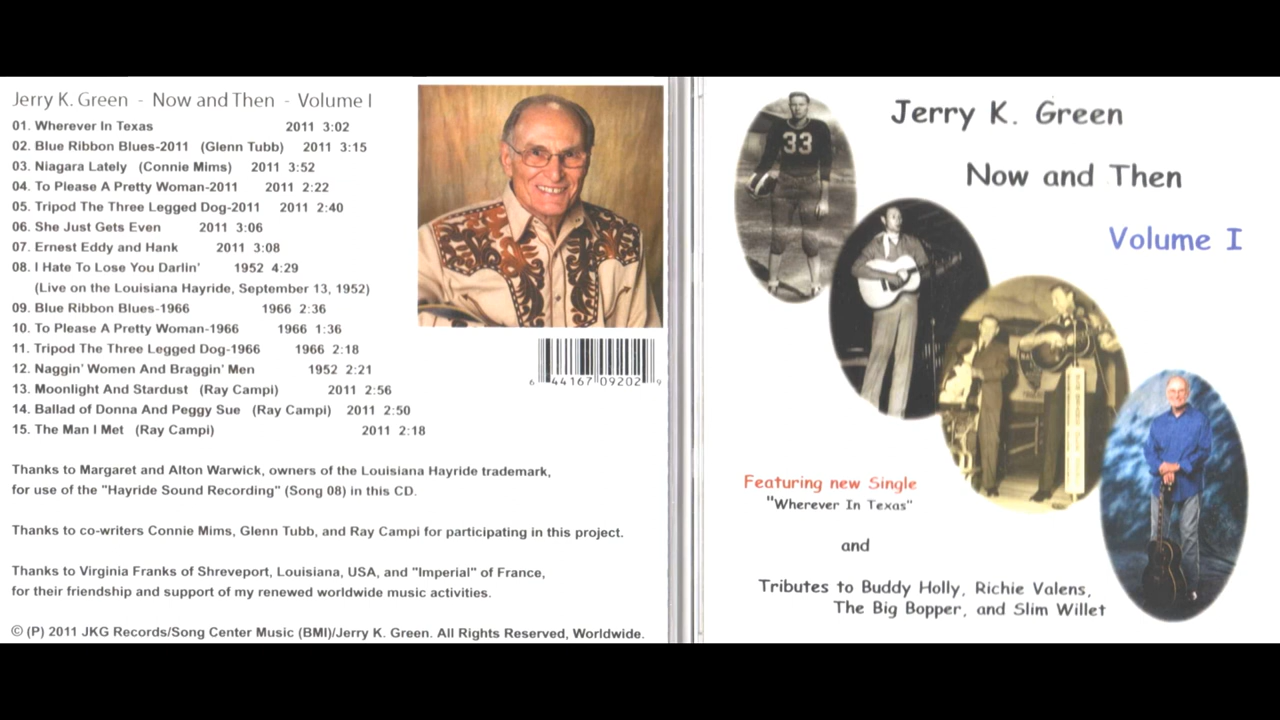 Jerry K. Green - Now and Then - Volume I
01. Wherever In Texas 2011 3:02
02. Blue Ribbon Blues-2011 (Glenn Tubb) 2011 3:15
03. Niagara Lately (Connie Mims) 2011 3:52
04. To Please A Pretty Woman-2011 2011 2:22
05. Tripod The Three Legged Dog-2011 2011 2:40
06. She Just Gets Even 2011 3:06
07. Ernest Eddy and Hank 2011 3:08
08. I Hate To Lose You Darlin' 1952 4:29
(Live on the Louisiana Hayride, September 13, 1952)
09. Blue Ribbon Blues-1966 1966 2:36
10. To Please A Pretty Woman-1966 1966 1:36
11. Tripod The Three Legged Dog-1966 1966 2:18
12. Naggin' Women And Braggin' Men 1952 2:21
13. Moonlight And Stardust (Ray Campi) 2011 2:56
14. Ballad of Donna And Peggy Sue (Ray Campi) 2011 2:50
15. The Man I Met (Ray Campi) 2011 2:18
Thanks to Margaret and Alton Warwick, owners of the Louisiana Hayride trademark,
for use of the "Hayride Sound Recording" (Song 08) in this CD.
Thanks to co-writers Connie Mims, Glenn Tubb, and Ray Campi for participating in this project.
Thanks to Virginia Franks of Shreveport, Louisiana, USA, and "Imperial" of France,
for their friendship and support of my renewed worldwide music activities.
© (P) 2011 JKG Records/Song Center Music (BMI)/Jerry K. Green. All Rights Reserved, Worldwide.
6 44167 09202 9
Jerry K. Green
Now and Then
Volume I
33
Featuring new Single
"Wherever In Texas"
and
Tributes to Buddy Holly, Richie Valens,
The Big Bopper, and Slim Willet